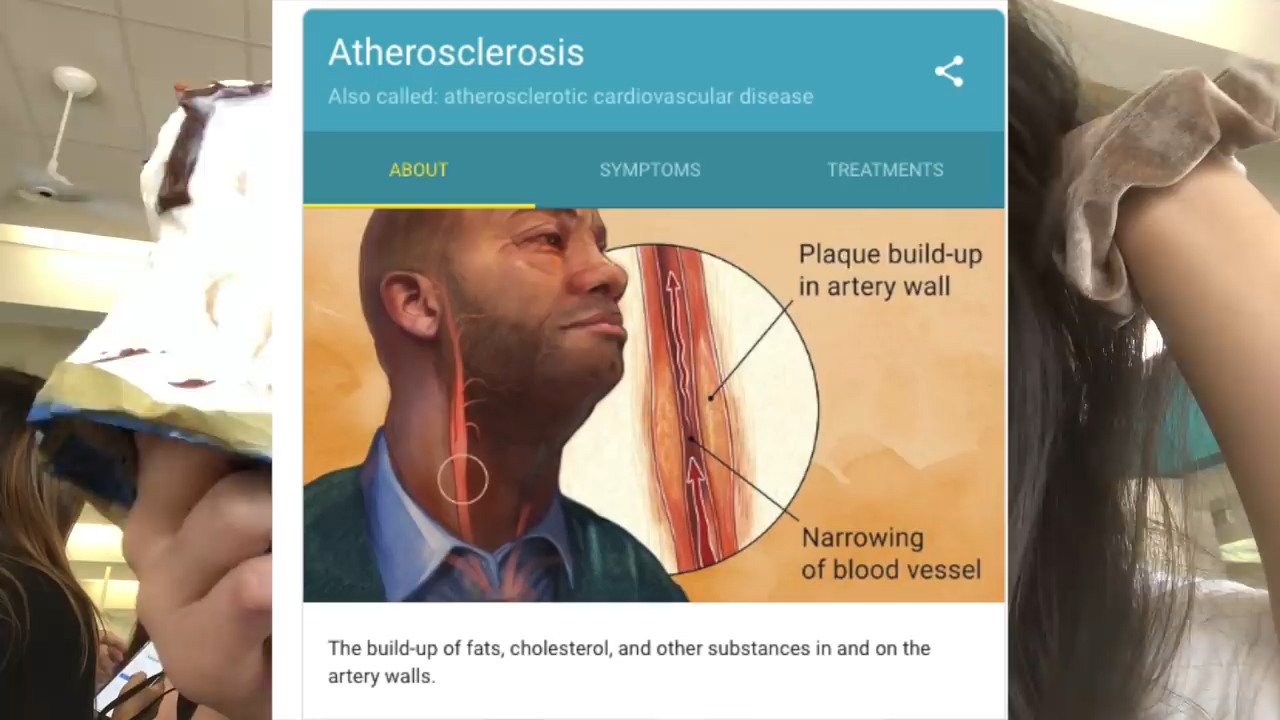 Atherosclerosis
Also called: atherosclerotic cardiovascular disease
ABOUT SYMPTOMS TREATMENTS
Plaque build-up
in artery wall
Narrowing
of blood vessel
The build-up of fats, cholesterol, and other substances in and on the
artery walls.